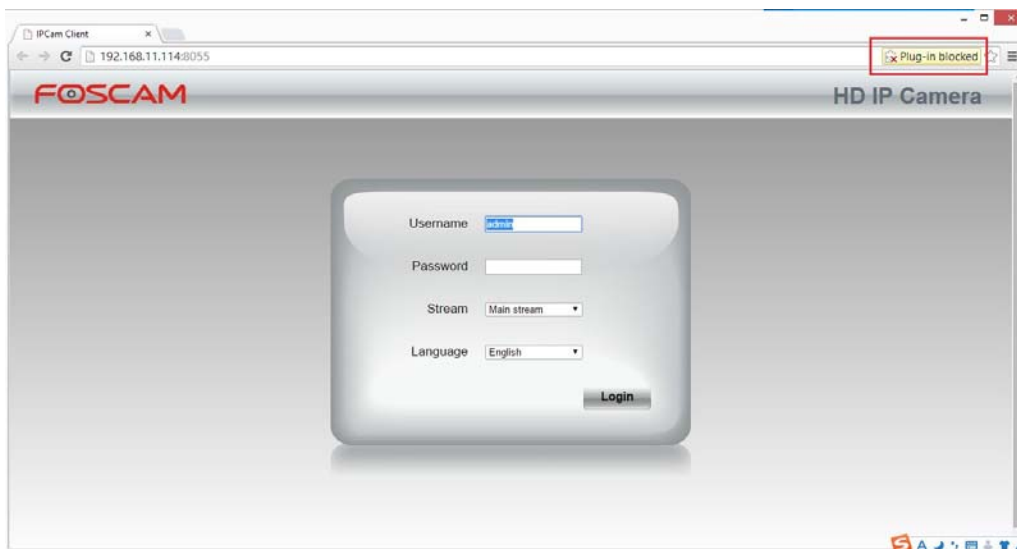 IPCam Client
192.168.11.114:8055
Plug-in blocked
FOSCAM
HD IP Camera
Username admin
Password
Stream Main stream
Language English
Login
S A